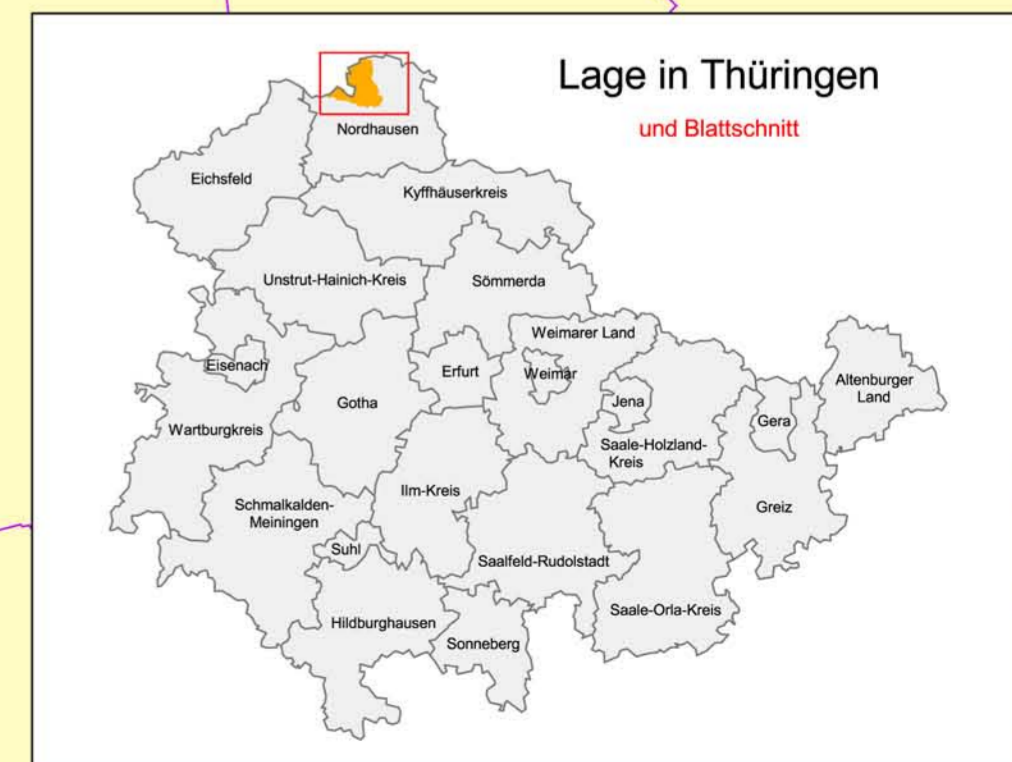 Lage in Thüringen
und Blattschnitt
Nordhausen
Eichsfeld
Kyffhäuserkreis
Unstrut-Hainich-Kreis
Sömmerda
Weimarer Land
Eisenach
Erfurt
Weimar
Altenburger
Land
Gotha
Jena
Gera
Wartburgkreis
Saale-Holzland-
Kreis
Ilm-Kreis
Schmalkalden-
Meiningen
Greiz
Suhl
Saalfeld-Rudolstadt
Saale-Orla-Kreis
Hildburghausen
Sonneberg